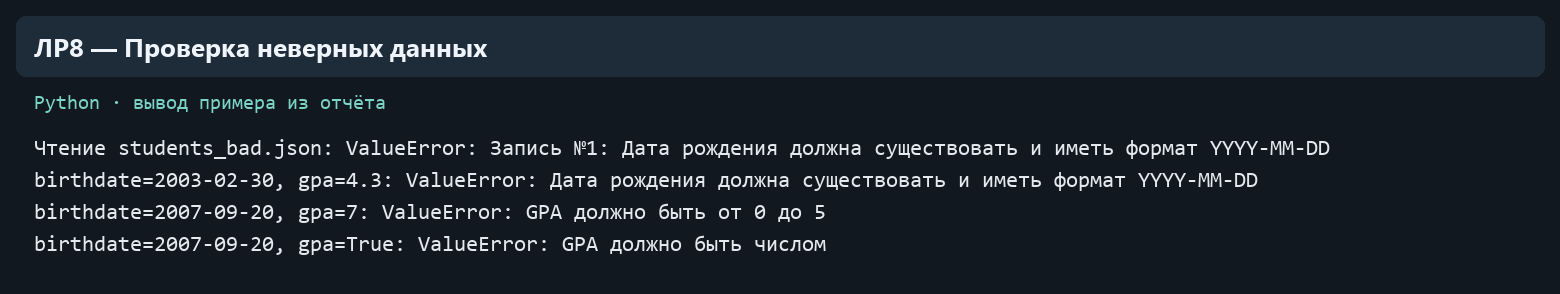 ЛР8 — Проверка неверных данных
Python · вывод примера из отчёта
Чтение students_bad.json: ValueError: Запись №1: Дата рождения должна существовать и иметь формат YYYY-MM-DD
birthdate=2003-02-30, gpa=4.3: ValueError: Дата рождения должна существовать и иметь формат YYYY-MM-DD
birthdate=2007-09-20, gpa=7: ValueError: GPA должно быть от 0 до 5
birthdate=2007-09-20, gpa=True: ValueError: GPA должно быть числом